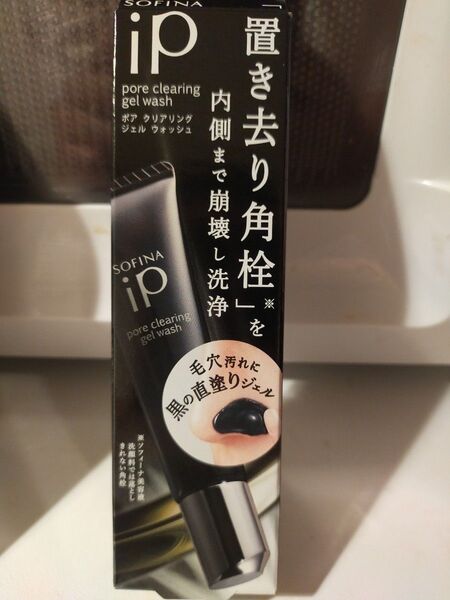 SOFINA
iP
pore clearing
gel wash
ポア クリアリング
ジェル ウォッシュ
「置き去り角栓」※を
内側まで崩壊し洗浄
SOFINA
iP
pore clearing
gel wash
毛穴汚れに
黒の直塗りジェル
※ソフィーナ美容液
洗顔料では落とし
きれない角栓